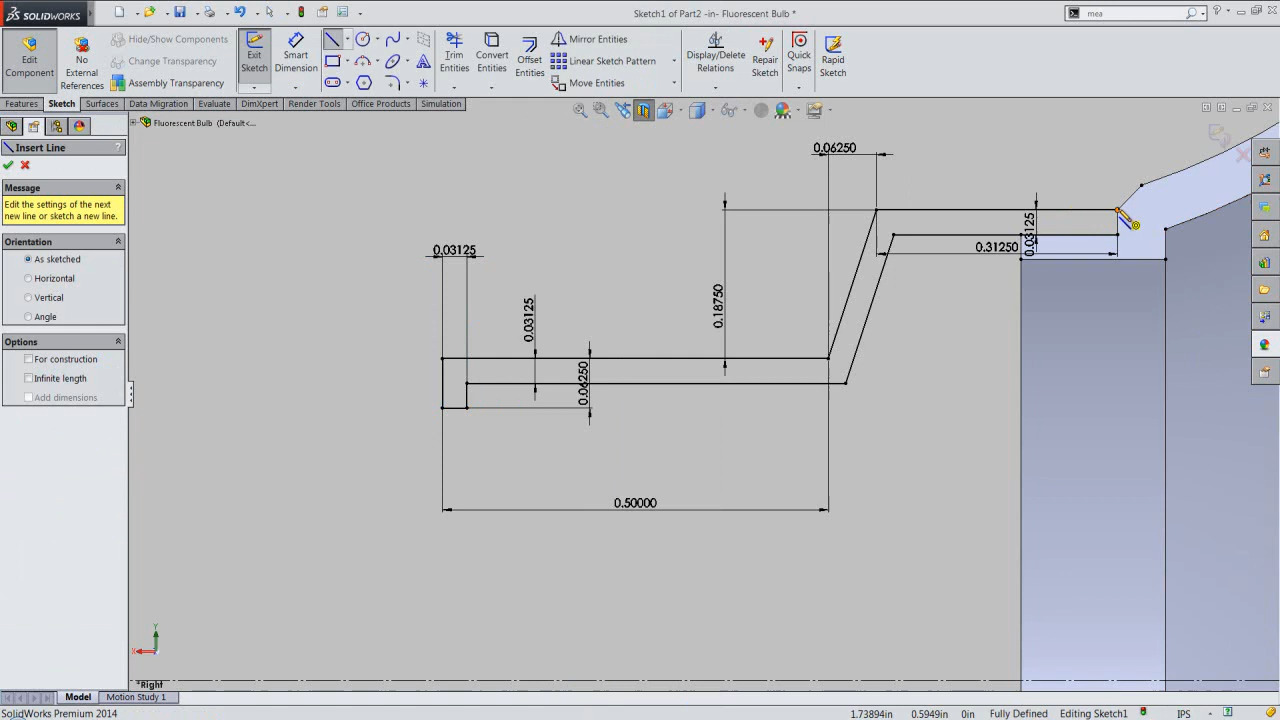 SOLIDWORKS
Sketch1 of Part2 -in- Fluorescent Bulb *
mea
Edit Component
No External References
Hide/Show Components
Change Transparency
Assembly Transparency
Exit Sketch
Smart Dimension
Trim Entities
Convert Entities
Offset Entities
Mirror Entities
Linear Sketch Pattern
Move Entities
Display/Delete Relations
Repair Sketch
Quick Snaps
Rapid Sketch
Features
Sketch
Surfaces
Data Migration
Evaluate
DimXpert
Render Tools
Office Products
Simulation
Fluorescent Bulb (Default<...
Insert Line
?
Message
Edit the settings of the next
new line or sketch a new line.
Orientation
As sketched
Horizontal
Vertical
Angle
Options
For construction
Infinite length
Add dimensions
0.06250
0.03125
0.31250
0.03125
0.18750
0.03125
0.06250
0.50000
Y
X
*Right
Model
Motion Study 1
SolidWorks Premium 2014
1.73894in
0.5949in
0in
Fully Defined
Editing Sketch1
IPS